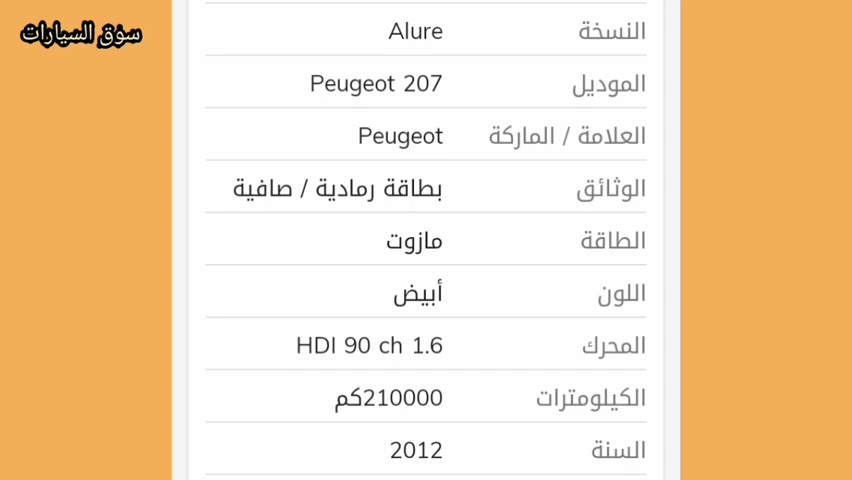 سوق السيارات
النسخة Alure
الموديل Peugeot 207
العلامة / الماركة Peugeot
الوثائق بطاقة رمادية / صافية
الطاقة مازوت
اللون أبيض
المحرك 1.6 HDI 90 ch
الكيلومترات 210000كم
السنة 2012